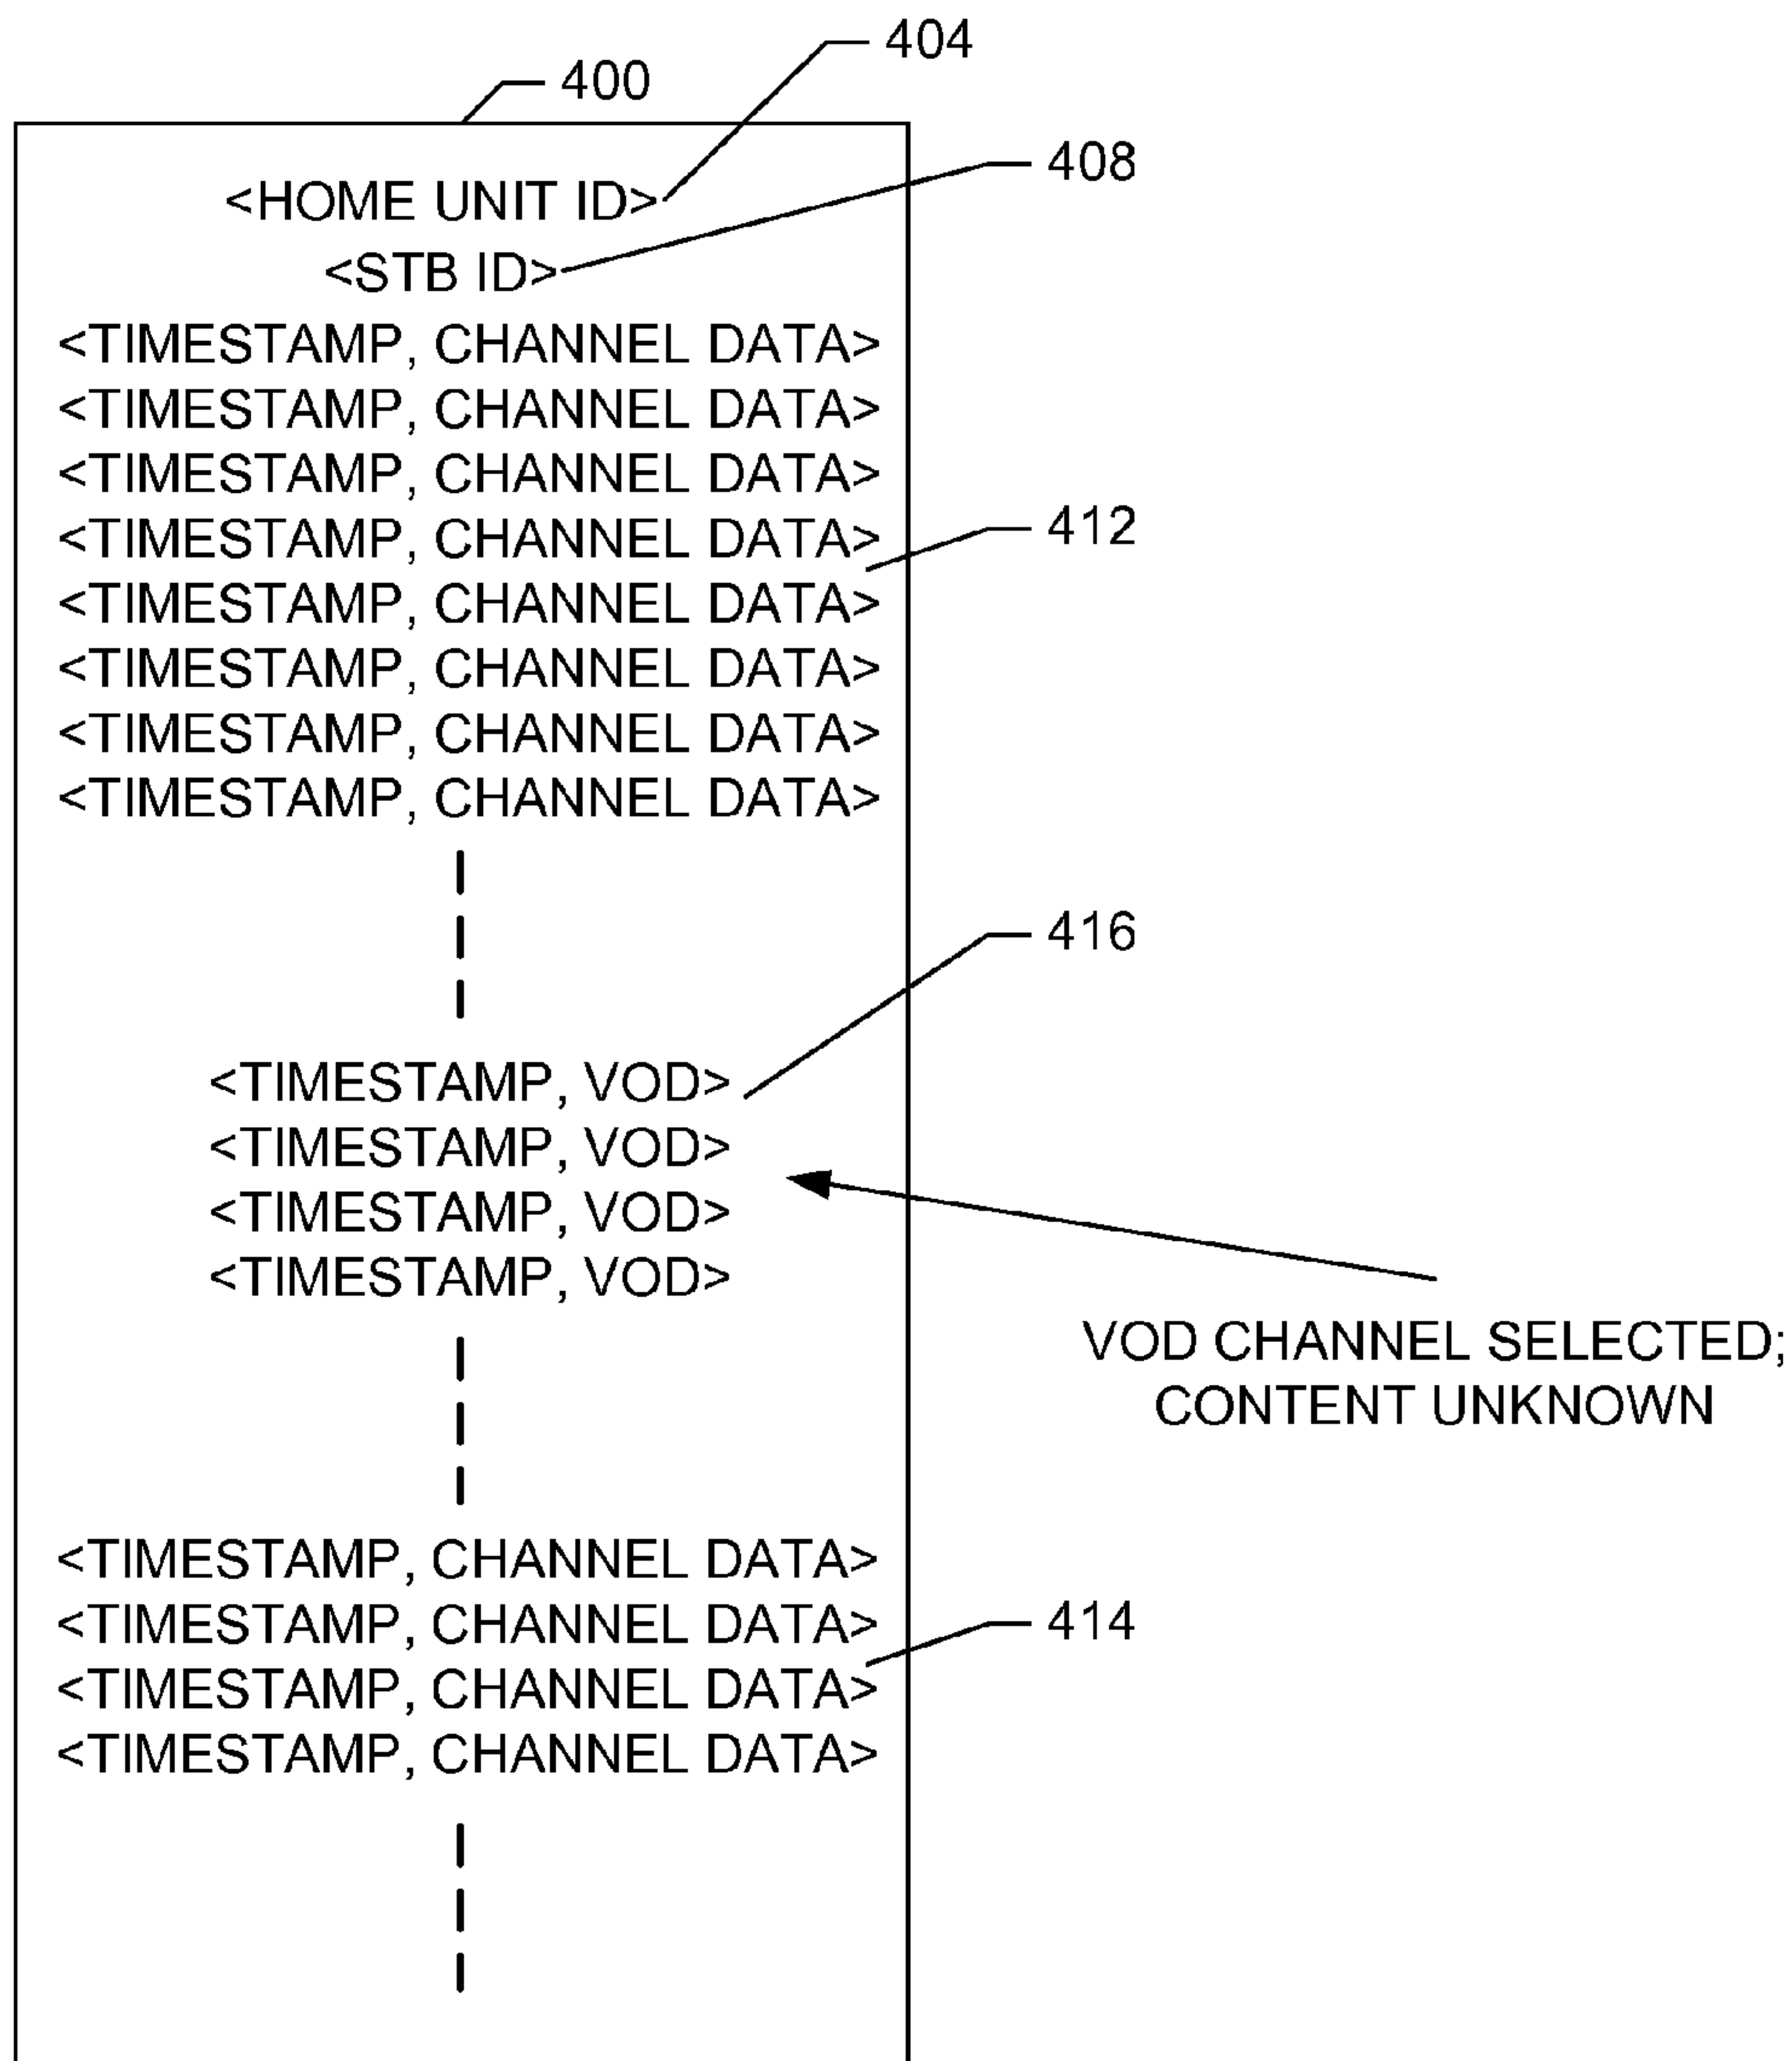 404
400
408
<HOME UNIT ID>
<STB ID>
<TIMESTAMP, CHANNEL DATA>
<TIMESTAMP, CHANNEL DATA>
<TIMESTAMP, CHANNEL DATA>
<TIMESTAMP, CHANNEL DATA>
412
<TIMESTAMP, CHANNEL DATA>
<TIMESTAMP, CHANNEL DATA>
<TIMESTAMP, CHANNEL DATA>
<TIMESTAMP, CHANNEL DATA>
416
<TIMESTAMP, VOD>
<TIMESTAMP, VOD>
<TIMESTAMP, VOD>
<TIMESTAMP, VOD>
VOD CHANNEL SELECTED;
CONTENT UNKNOWN
<TIMESTAMP, CHANNEL DATA>
<TIMESTAMP, CHANNEL DATA>
414
<TIMESTAMP, CHANNEL DATA>
<TIMESTAMP, CHANNEL DATA>